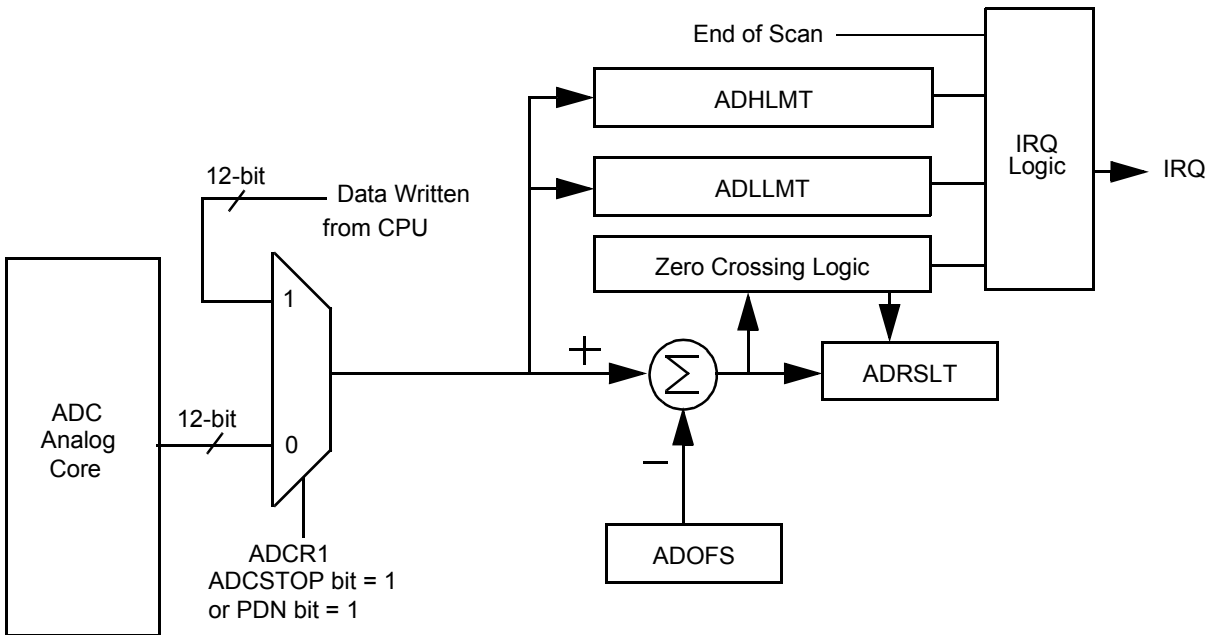 End of Scan
ADHLMT
IRQ
Logic
IRQ
12-bit
Data Written
from CPU
ADLLMT
Zero Crossing Logic
1
+
Σ
ADRSLT
ADC
Analog
Core
12-bit
0
–
ADOFS
ADCR1
ADCSTOP bit = 1
or PDN bit = 1